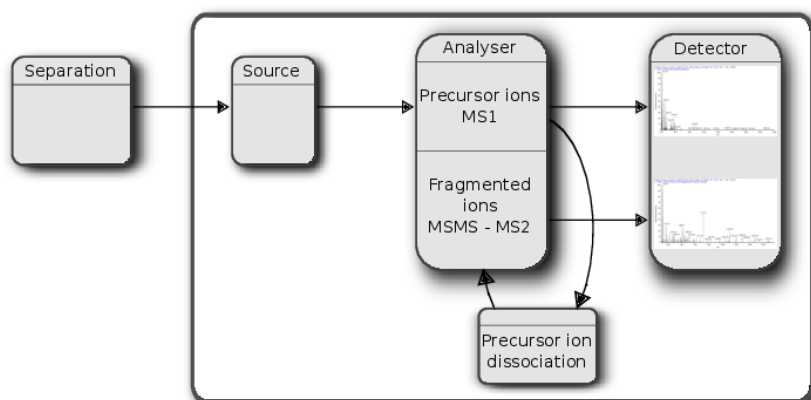 Separation
Source
Analyser
Precursor ions
MS1
Fragmented
ions
MSMS - MS2
Detector
Precursor ion
dissociation